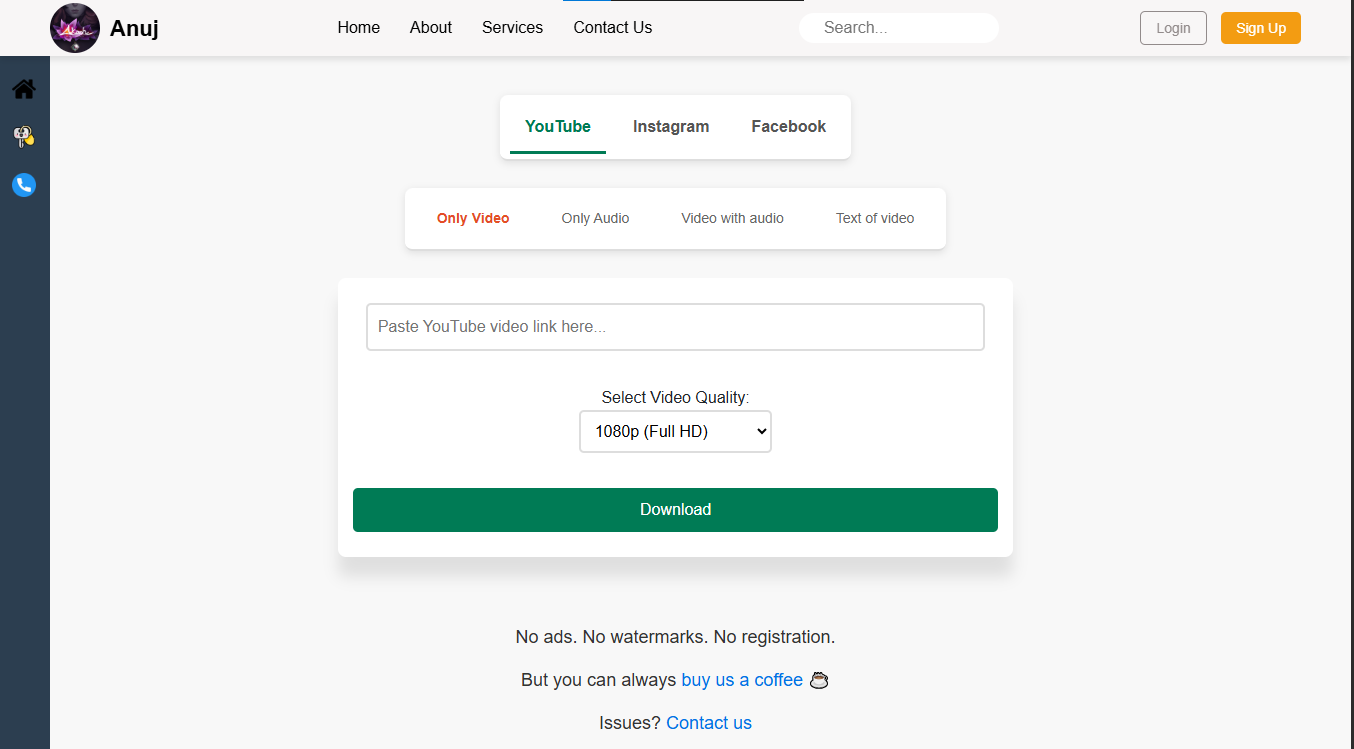 Anuj
Home About Services Contact Us
Search...
Login
Sign Up
YouTube Instagram Facebook
Only Video Only Audio Video with audio Text of video
Paste YouTube video link here...
Select Video Quality:
1080p (Full HD)
Download
No ads. No watermarks. No registration.
But you can always buy us a coffee ☕
Issues? Contact us